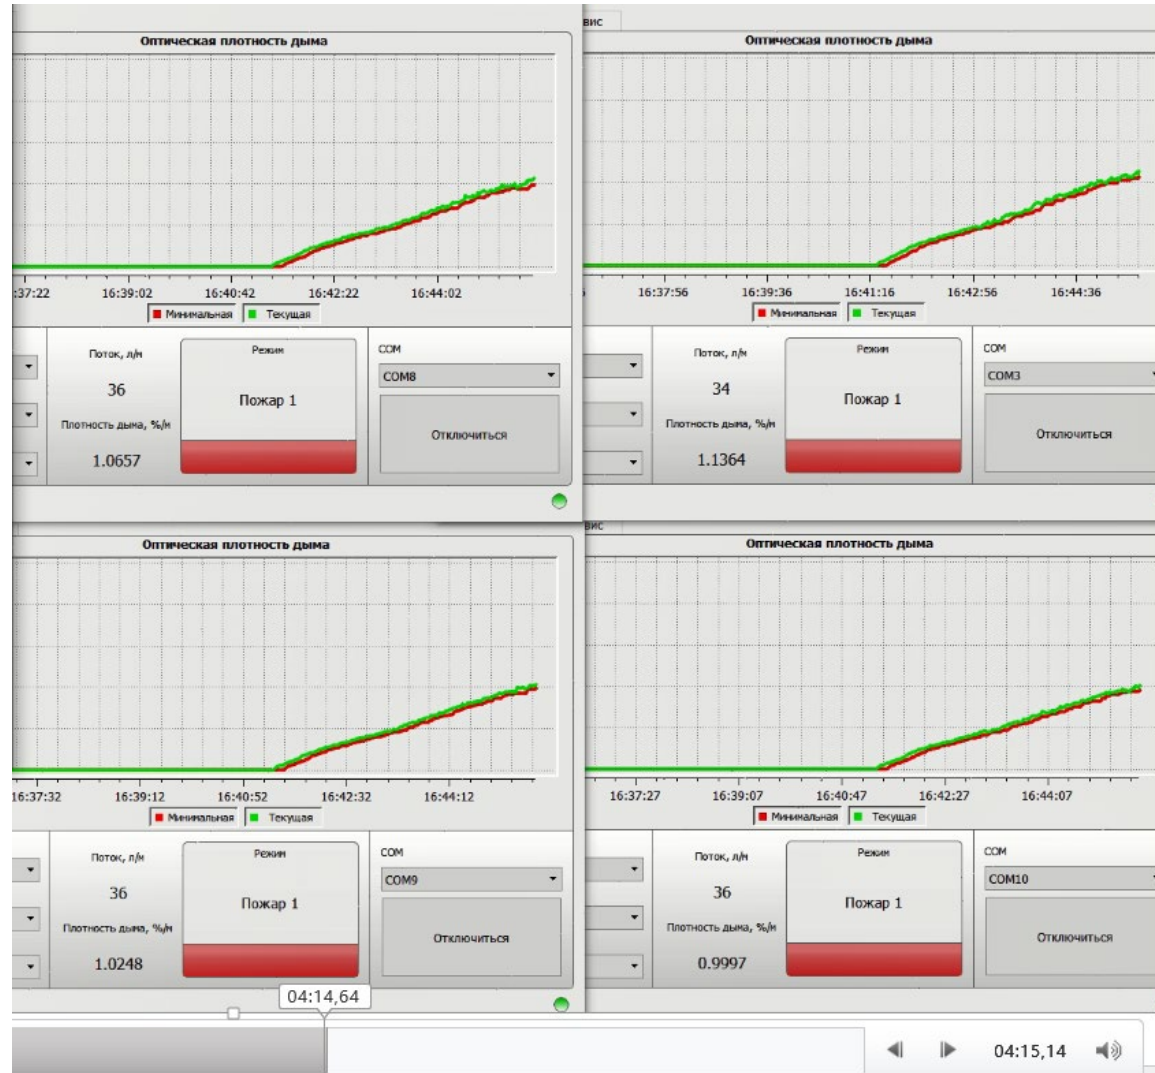 вис
Оптическая плотность дыма
Оптическая плотность дыма
:37:22 16:39:02 16:40:42 16:42:22 16:44:02
16:37:56 16:39:36 16:41:16 16:42:56 16:44:36
Минимальная Текущая
Минимальная Текущая
Поток, л/м
36
Плотность дыма, %/м
1.0657
Режим
Пожар 1
COM
COM8
Отключиться
Поток, л/м
34
Плотность дыма, %/м
1.1364
Режим
Пожар 1
COM
COM3
Отключиться
вис
Оптическая плотность дыма
Оптическая плотность дыма
16:37:32 16:39:12 16:40:52 16:42:32 16:44:12
16:37:27 16:39:07 16:40:47 16:42:27 16:44:07
Минимальная Текущая
Минимальная Текущая
Поток, л/м
36
Плотность дыма, %/м
1.0248
Режим
Пожар 1
COM
COM9
Отключиться
Поток, л/м
36
Плотность дыма, %/м
0.9997
Режим
Пожар 1
COM
COM10
Отключиться
04:14,64
04:15,14